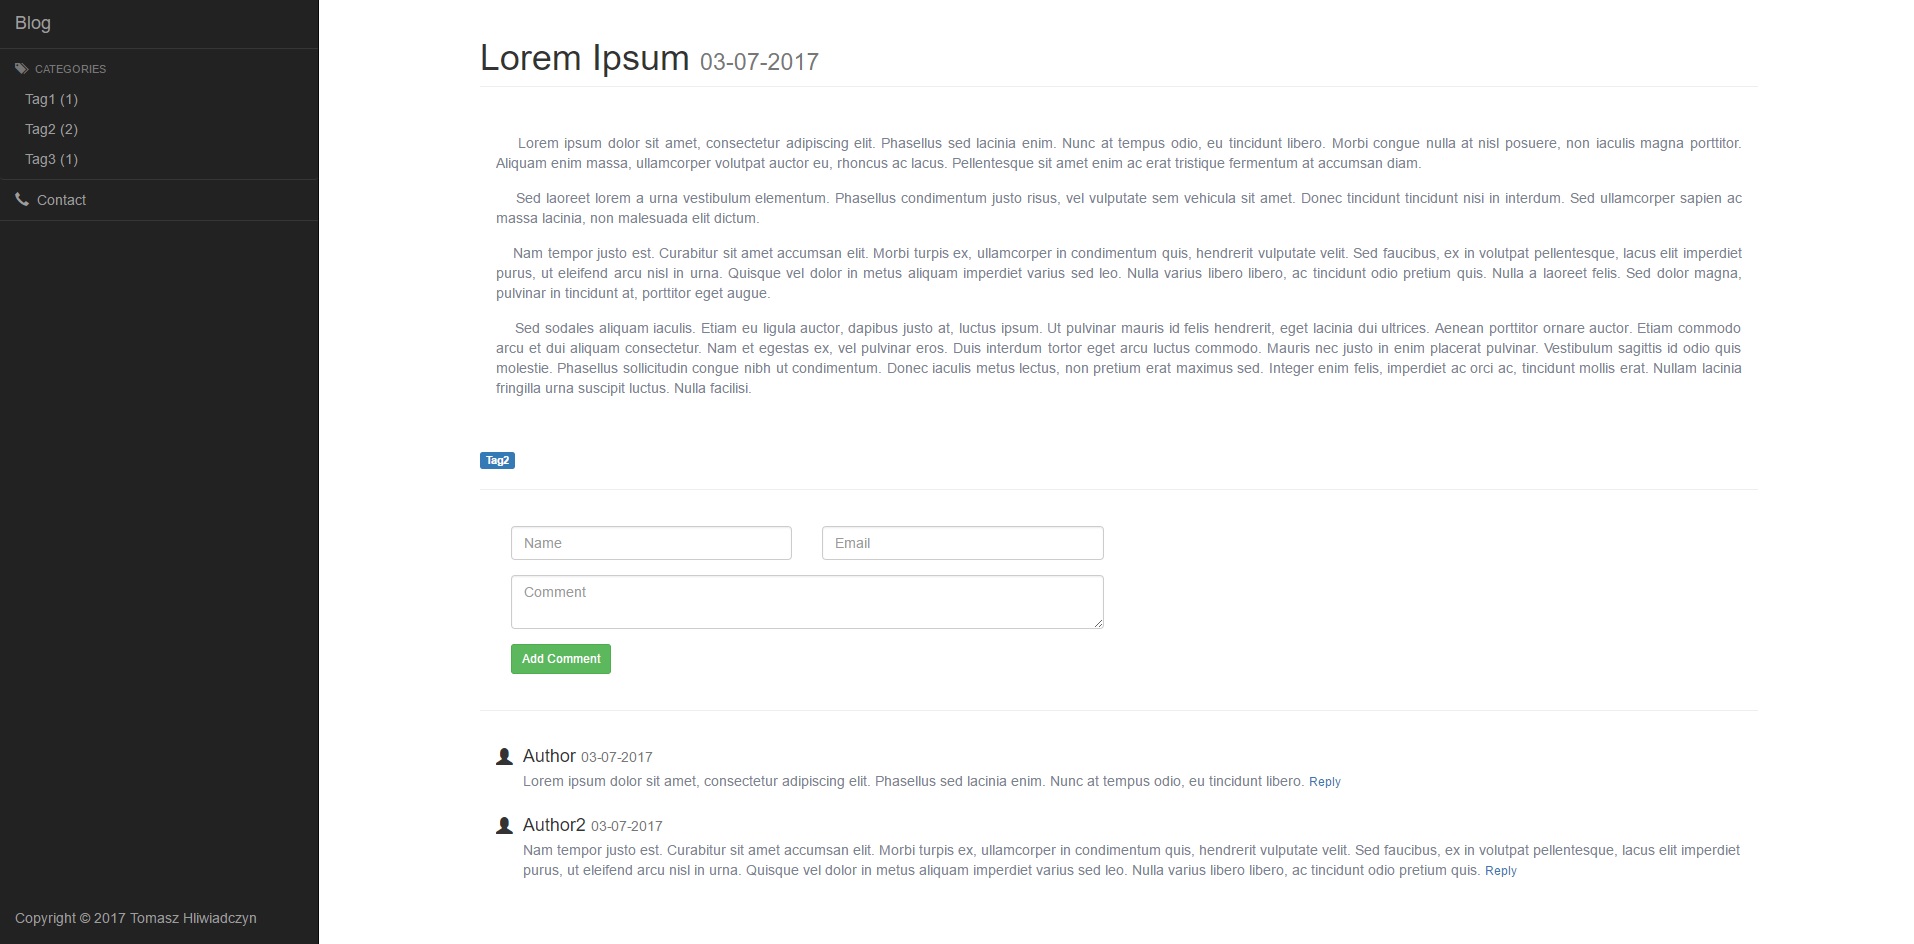 Blog
CATEGORIES
Tag1 (1)
Tag2 (2)
Tag3 (1)
Contact
Copyright © 2017 Tomasz Hliwiadczyn
Lorem Ipsum 03-07-2017
Lorem ipsum dolor sit amet, consectetur adipiscing elit. Phasellus sed lacinia enim. Nunc at tempus odio, eu tincidunt libero. Morbi congue nulla at nisl posuere, non iaculis magna porttitor.
Aliquam enim massa, ullamcorper volutpat auctor eu, rhoncus ac lacus. Pellentesque sit amet enim ac erat tristique fermentum at accumsan diam.
Sed laoreet lorem a urna vestibulum elementum. Phasellus condimentum justo risus, vel vulputate sem vehicula sit amet. Donec tincidunt tincidunt nisi in interdum. Sed ullamcorper sapien ac
massa lacinia, non malesuada elit dictum.
Nam tempor justo est. Curabitur sit amet accumsan elit. Morbi turpis ex, ullamcorper in condimentum quis, hendrerit vulputate velit. Sed faucibus, ex in volutpat pellentesque, lacus elit imperdiet
purus, ut eleifend arcu nisl in urna. Quisque vel dolor in metus aliquam imperdiet varius sed leo. Nulla varius libero libero, ac tincidunt odio pretium quis. Nulla a laoreet felis. Sed dolor magna,
pulvinar in tincidunt at, porttitor eget augue.
Sed sodales aliquam iaculis. Etiam eu ligula auctor, dapibus justo at, luctus ipsum. Ut pulvinar mauris id felis hendrerit, eget lacinia dui ultrices. Aenean porttitor ornare auctor. Etiam commodo
arcu et dui aliquam consectetur. Nam et egestas ex, vel pulvinar eros. Duis interdum tortor eget arcu luctus commodo. Mauris nec justo in enim placerat pulvinar. Vestibulum sagittis id odio quis
molestie. Phasellus sollicitudin congue nibh ut condimentum. Donec iaculis metus lectus, non pretium erat maximus sed. Integer enim felis, imperdiet ac orci ac, tincidunt mollis erat. Nullam lacinia
fringilla urna suscipit luctus. Nulla facilisi.
Tag2
Name
Email
Comment
Add Comment
Author 03-07-2017
Lorem ipsum dolor sit amet, consectetur adipiscing elit. Phasellus sed lacinia enim. Nunc at tempus odio, eu tincidunt libero. Reply
Author2 03-07-2017
Nam tempor justo est. Curabitur sit amet accumsan elit. Morbi turpis ex, ullamcorper in condimentum quis, hendrerit vulputate velit. Sed faucibus, ex in volutpat pellentesque, lacus elit imperdiet
purus, ut eleifend arcu nisl in urna. Quisque vel dolor in metus aliquam imperdiet varius sed leo. Nulla varius libero libero, ac tincidunt odio pretium quis. Reply